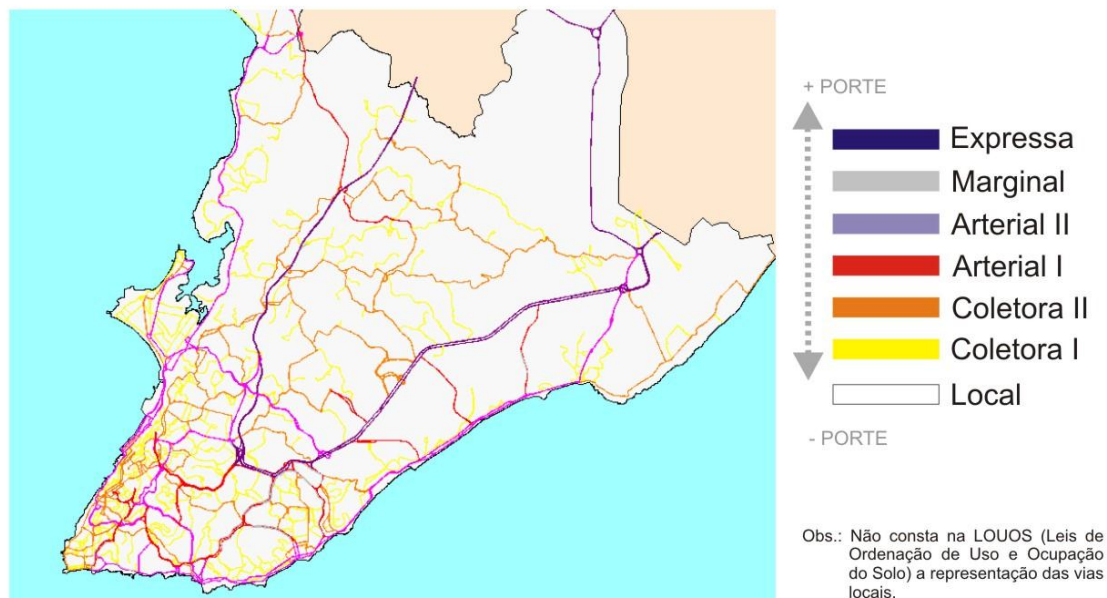 + PORTE
Expressa
Marginal
Arterial II
Arterial I
Coletora II
Coletora I
Local
- PORTE
Obs.: Não consta na LOUOS (Leis de
Ordenação de Uso e Ocupação
do Solo) a representação das vias
locais.